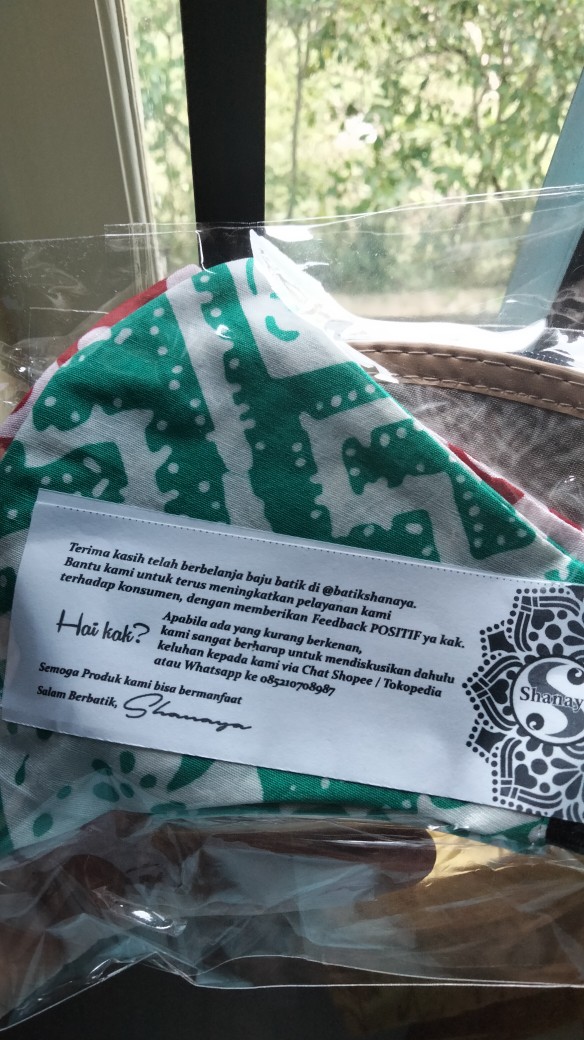 Terima kasih telah berbelanja baju batik di @batikshanaya.
Bantu kami untuk terus meningkatkan pelayanan kami
terhadap konsumen, dengan memberikan Feedback POSITIF ya kak.
Hai kak?
Apabila ada yang kurang berkenan,
kami sangat berharap untuk mendiskusikan dahulu
keluhan kepada kami via Chat Shopee / Tokopedia
atau Whatsapp ke 085210708987
Semoga Produk kami bisa bermanfaat
Salam Berbatik, Shanaya
Shanay